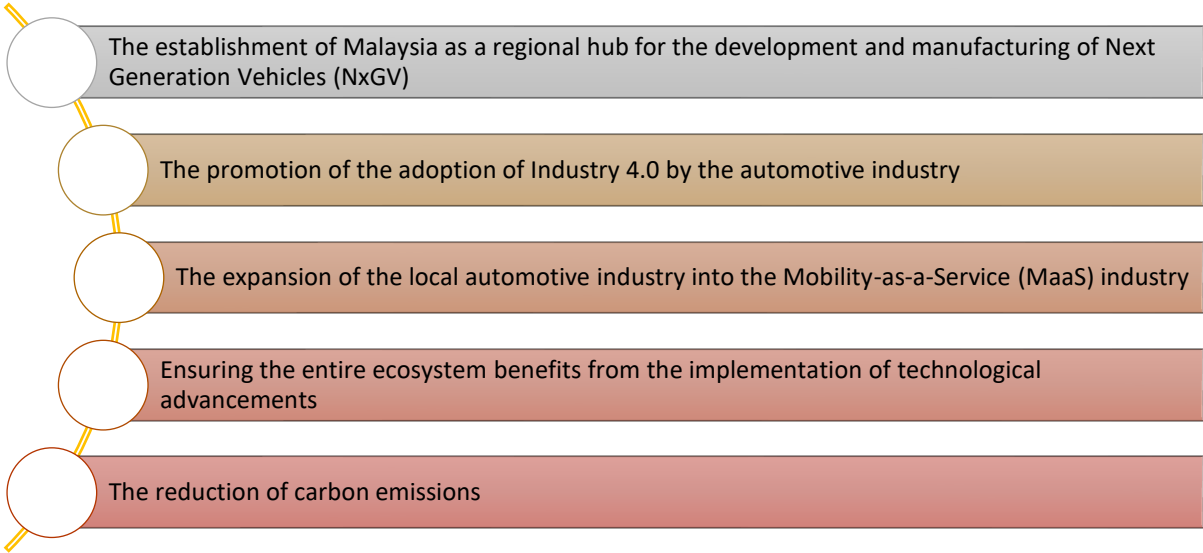 The establishment of Malaysia as a regional hub for the development and manufacturing of Next
Generation Vehicles (NxGV)
The promotion of the adoption of Industry 4.0 by the automotive industry
The expansion of the local automotive industry into the Mobility-as-a-Service (MaaS) industry
Ensuring the entire ecosystem benefits from the implementation of technological
advancements
The reduction of carbon emissions